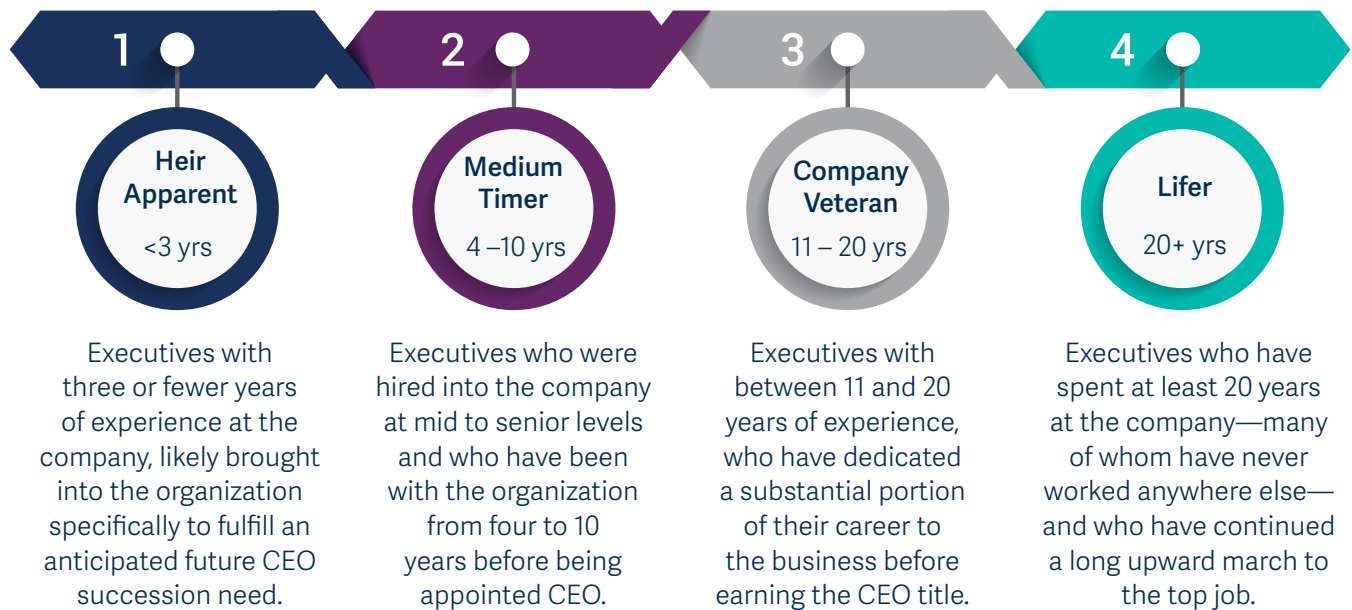 1
Heir
Apparent
<3 yrs
Executives with
three or fewer years
of experience at the
company, likely brought
into the organization
specifically to fulfill an
anticipated future CEO
succession need.
2
Medium
Timer
4 –10 yrs
Executives who were
hired into the company
at mid to senior levels
and who have been
with the organization
from four to 10
years before being
appointed CEO.
3
Company
Veteran
11 – 20 yrs
Executives with
between 11 and 20
years of experience,
who have dedicated
a substantial portion
of their career to
the business before
earning the CEO title.
4
Lifer
20+ yrs
Executives who have
spent at least 20 years
at the company—many
of whom have never
worked anywhere else—
and who have continued
a long upward march to
the top job.